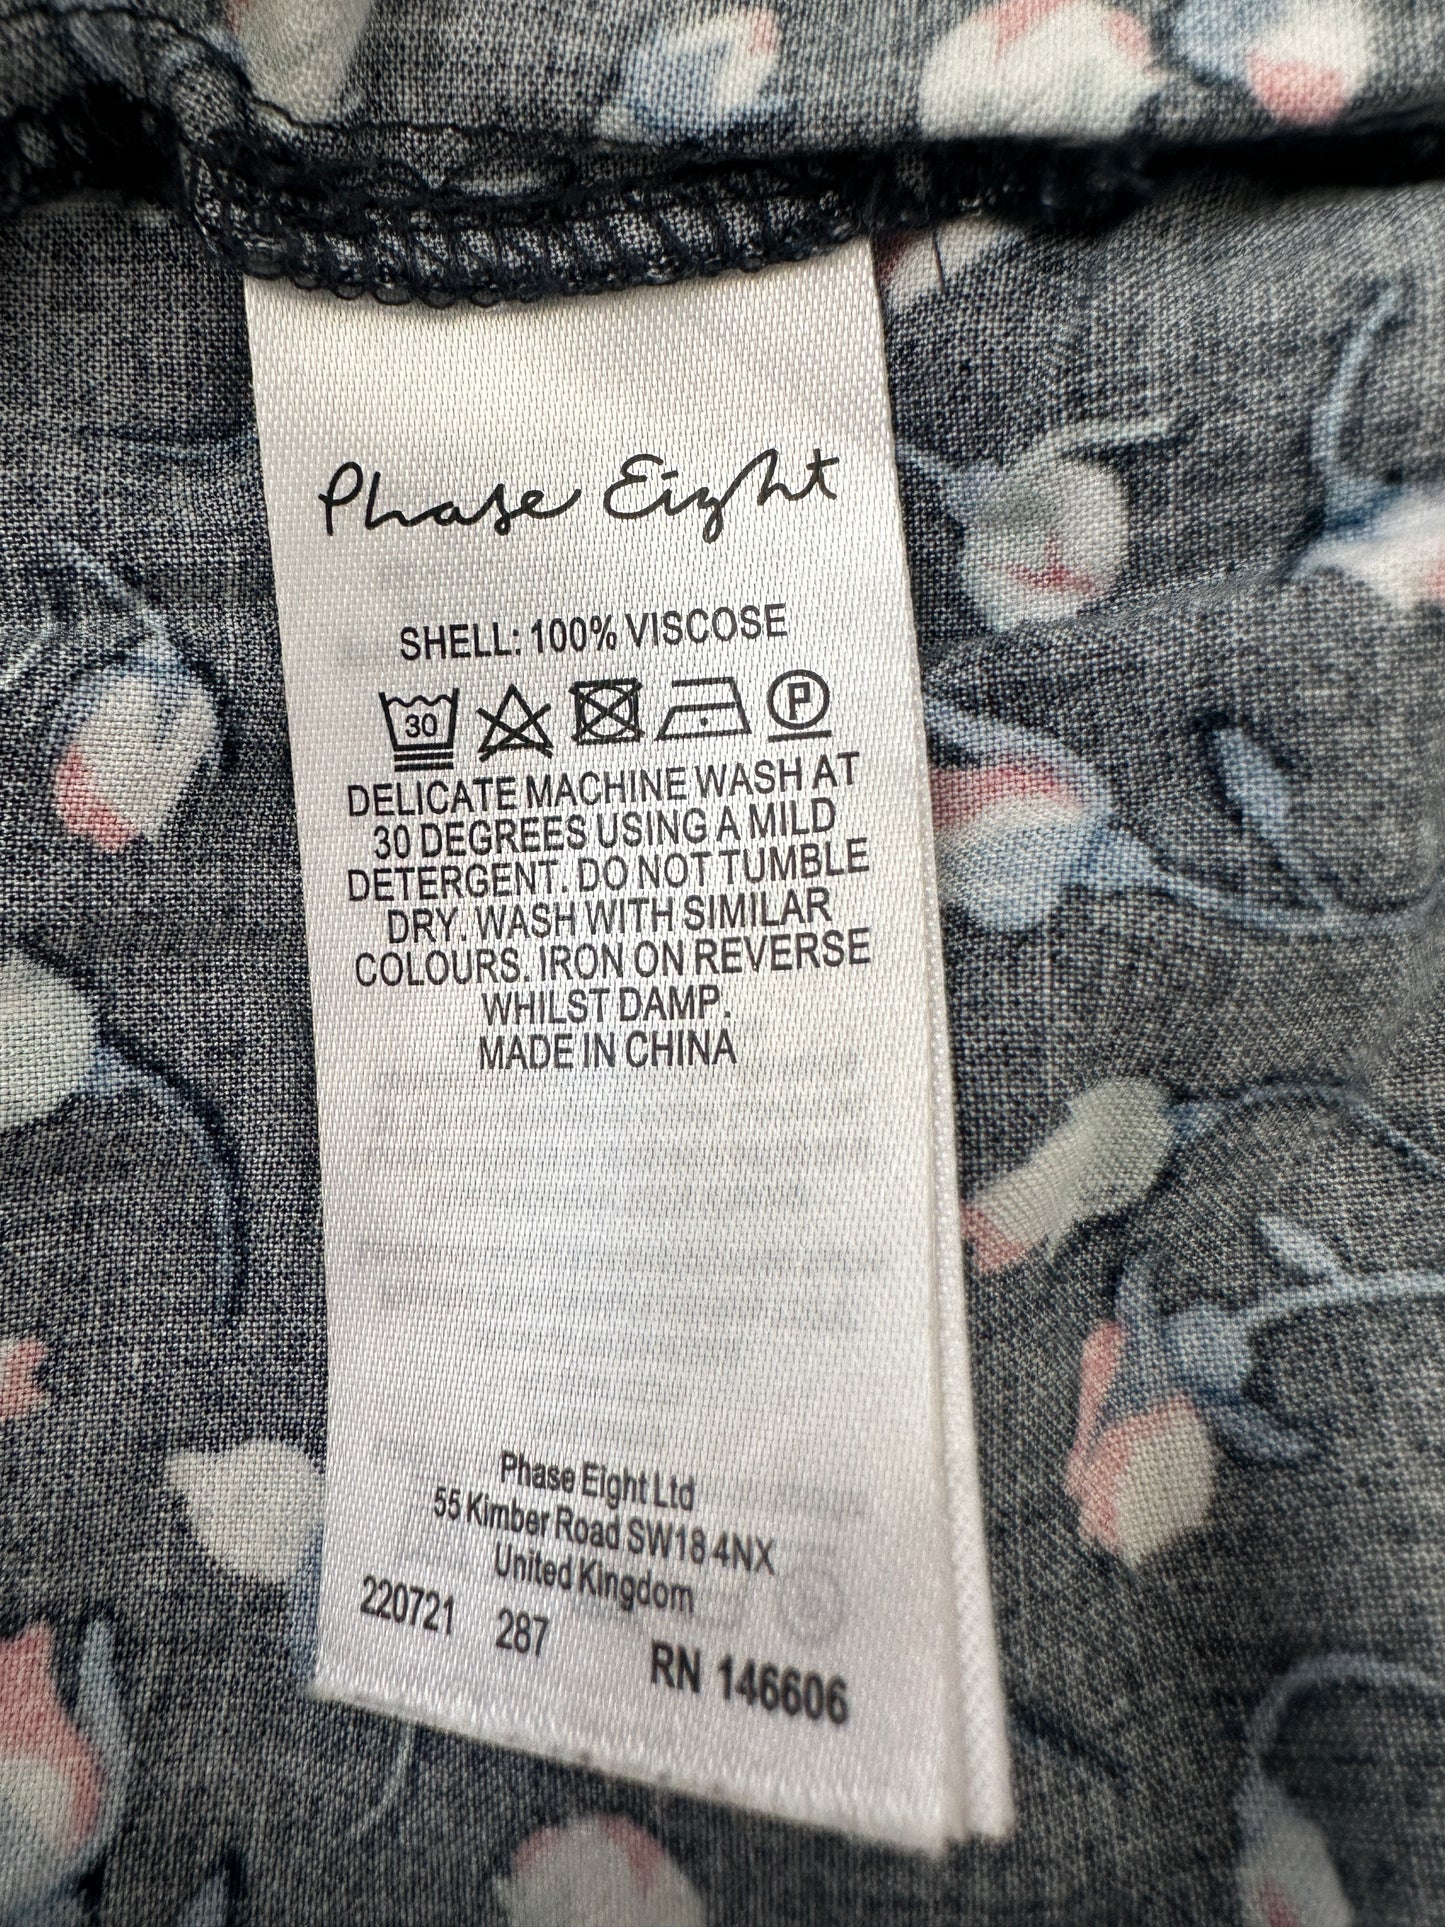 Phase Eight
SHELL: 100% VISCOSE
30 P
DELICATE MACHINE WASH AT
30 DEGREES USING A MILD
DETERGENT. DO NOT TUMBLE
DRY. WASH WITH SIMILAR
COLOURS. IRON ON REVERSE
WHILST DAMP.
MADE IN CHINA
Phase Eight Ltd
55 Kimber Road SW18 4NX
United Kingdom
220721 287 RN 146606